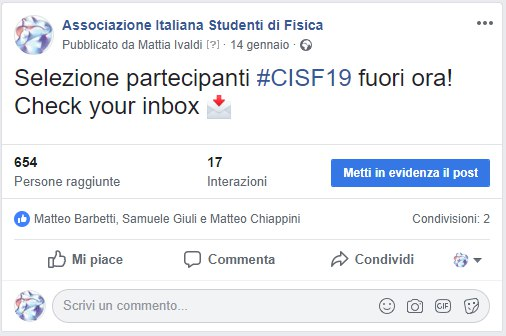 Associazione Italiana Studenti di Fisica
Pubblicato da Mattia Ivaldi [?] · 14 gennaio ·
Selezione partecipanti #CISF19 fuori ora!
Check your inbox
654
Persone raggiunte
17
Interazioni
Metti in evidenza il post
Matteo Barbetti, Samuele Giuli e Matteo Chiappini
Condivisioni: 2
Mi piace
Commenta
Condividi
Scrivi un commento...
GIF